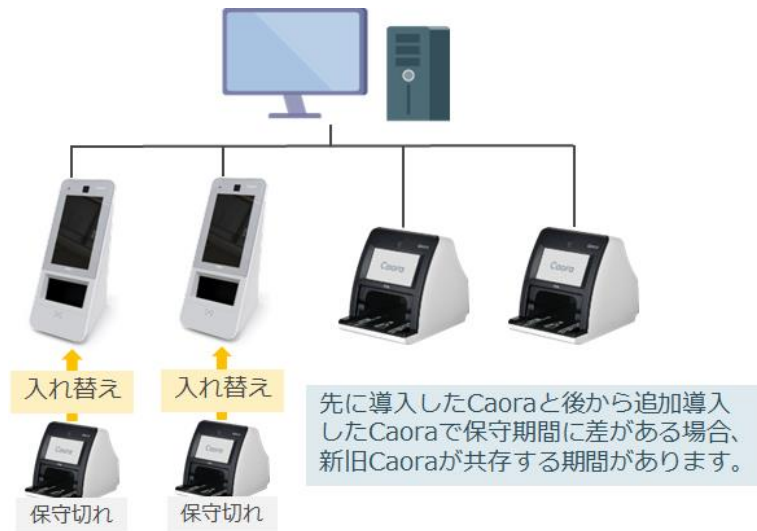 Caora
Caora
入れ替え
入れ替え
先に導入したCaoraと後から追加導入
したCaoraで保守期間に差がある場合、
新旧Caoraが共存する期間があります。
Caora
Caora
保守切れ
保守切れ